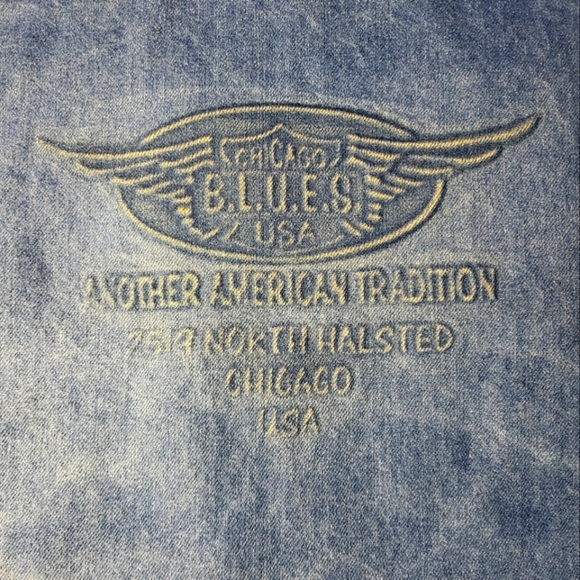 CHICAGO
B.L.U.E.S.
USA
ANOTHER AMERICAN TRADITION
2519 NORTH HALSTED
CHICAGO
USA